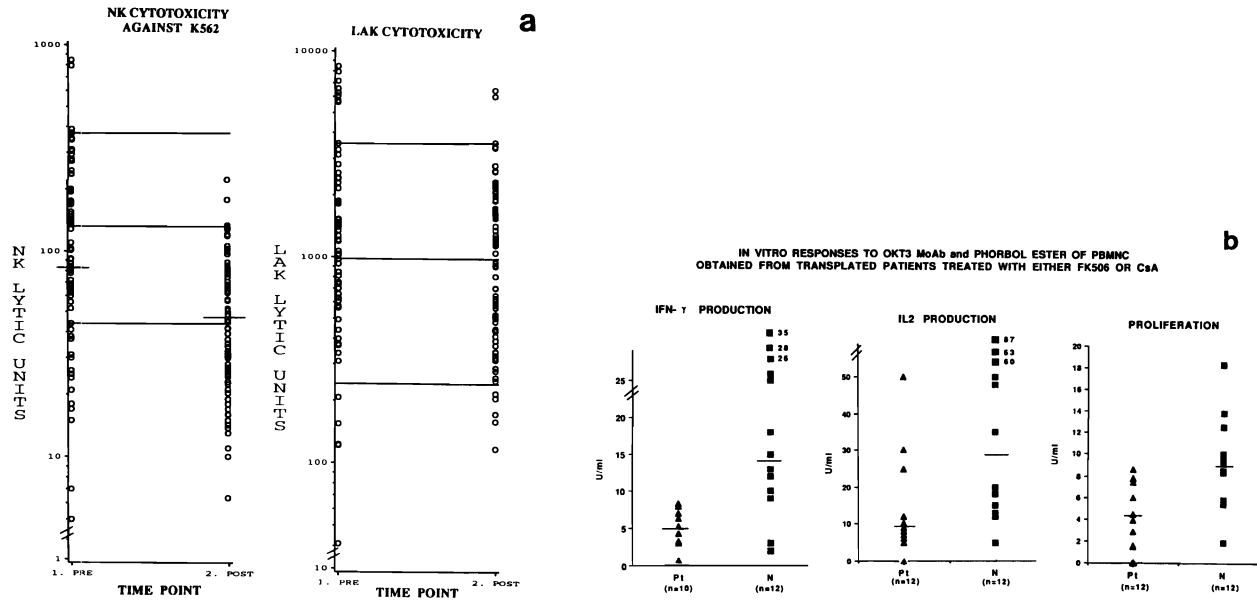 NK CYTOTOXICITY
AGAINST K562
1000
100
10
1
NK LYTIC UNITS
1. PRE
2. POST
TIME POINT
LAK CYTOTOXICITY
10000
1000
100
10
LAK LYTIC UNITS
1. PRE
2. POST
TIME POINT
a
b
IN VITRO RESPONSES TO OKT3 MoAb and PHORBOL ESTER OF PBMNC
OBTAINED FROM TRANSPLATED PATIENTS TREATED WITH EITHER FK506 OR CsA
IFN- γ PRODUCTION
35
28
26
25
20
15
10
5
0
U/ml
Pt
(n=10)
N
(n=12)
IL2 PRODUCTION
87
63
60
50
40
30
20
10
0
U/ml
Pt
(n=12)
N
(n=12)
PROLIFERATION
20
18
16
14
12
10
8
6
4
2
0
U/ml
Pt
(n=12)
N
(n=12)